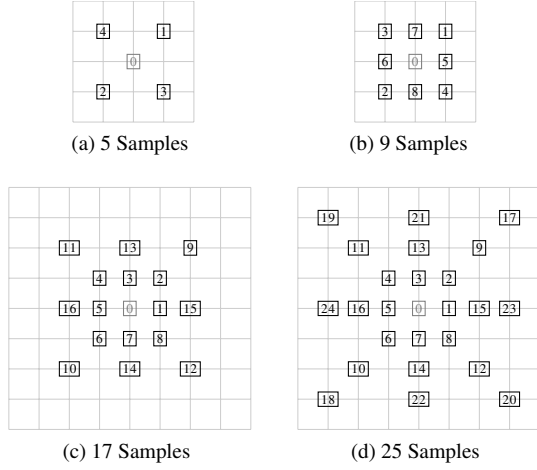 4 1
0
2 3
(a) 5 Samples
3 7 1
6 0 5
2 8 4
(b) 9 Samples
11 13 9
4 3 2
16 5 0 1 15
6 7 8
10 14 12
(c) 17 Samples
19 21 17
11 13 9
4 3 2
24 16 5 0 1 15 23
6 7 8
10 14 12
18 22 20
(d) 25 Samples